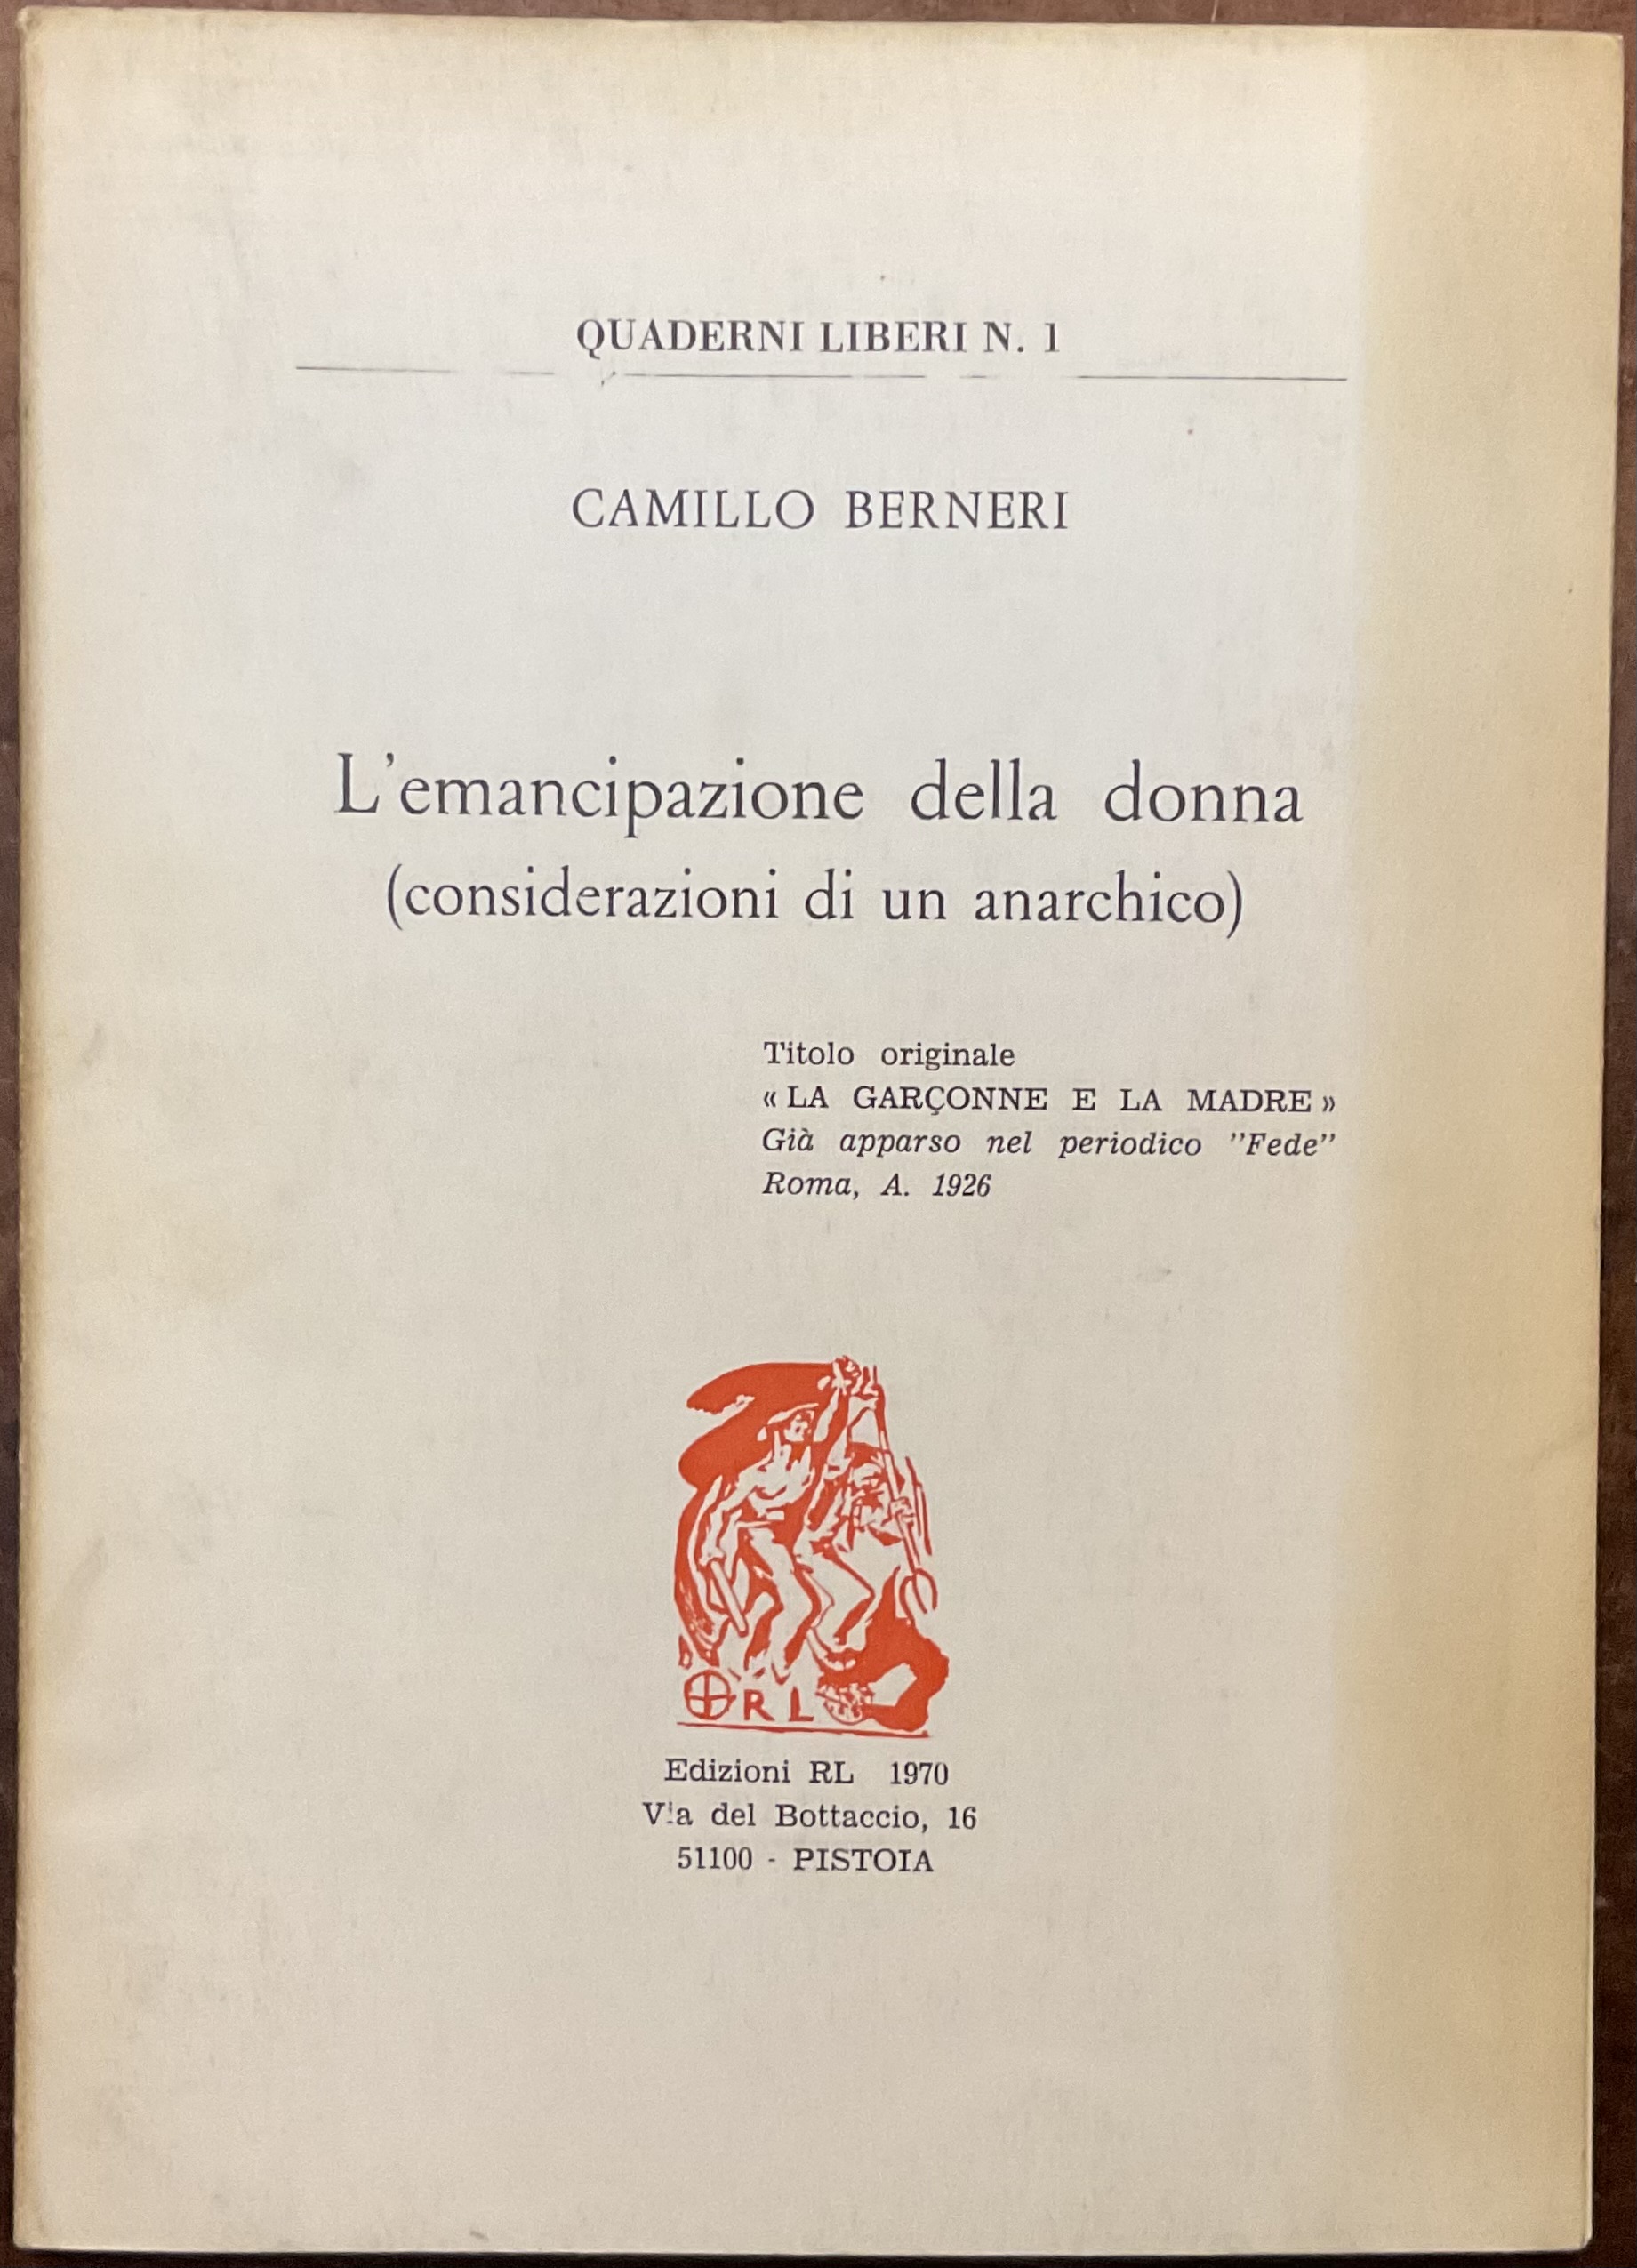 QUADERNI LIBERI N. 1
CAMILLO BERNERI
L'emancipazione della donna
(considerazioni di un anarchico)
Titolo originale
« LA GARÇONNE E LA MADRE »
Già apparso nel periodico ''Fede''
Roma, A. 1926
RL
Edizioni RL 1970
Via del Bottaccio, 16
51100 - PISTOIA